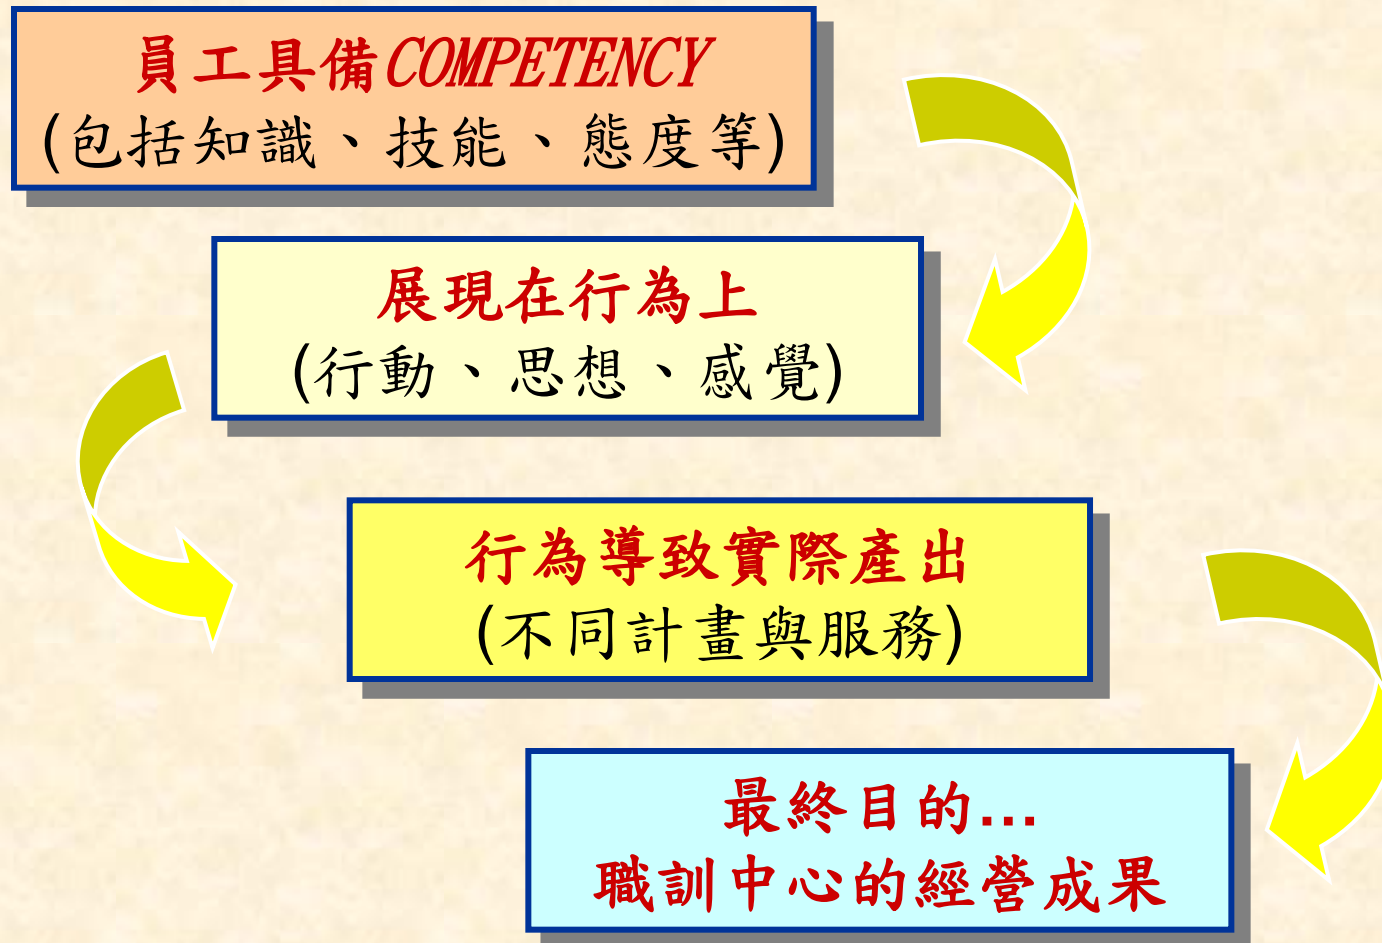 員工具備COMPETENCY
(包括知識、技能、態度等)
展現在行為上
(行動、思想、感覺)
行為導致實際產出
(不同計畫與服務)
最終目的...
職訓中心的經營成果